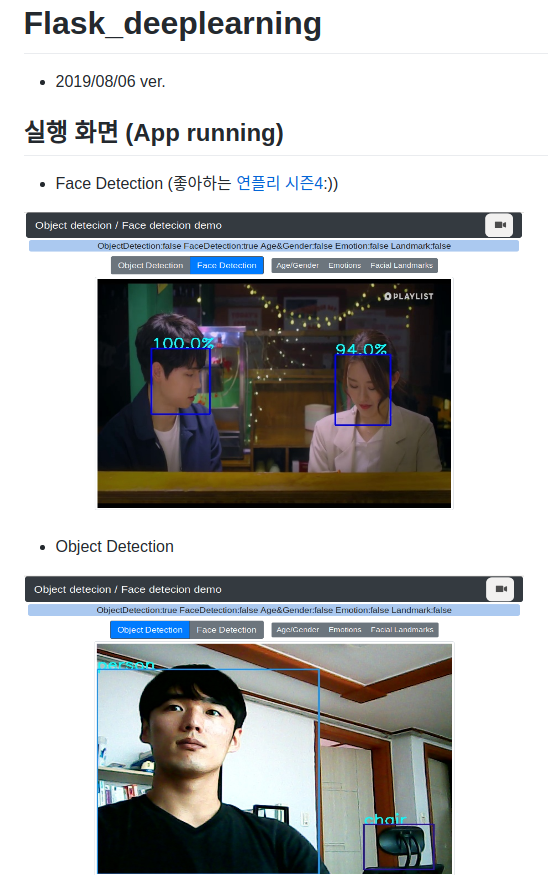 Flask_deeplearning
2019/08/06 ver.
실행 화면 (App running)
Face Detection (좋아하는 연플리 시즌4:))
Object detecion / Face detecion demo
ObjectDetection:false FaceDetection:true Age&Gender:false Emotion:false Landmark:false
Object Detection Face Detection Age/Gender Emotions Facial Landmarks
PLAYLIST
100.0% 94.0%
Object Detection
Object detecion / Face detecion demo
ObjectDetection:true FaceDetection:false Age&Gender:false Emotion:false Landmark:false
Object Detection Face Detection Age/Gender Emotions Facial Landmarks
person
chair